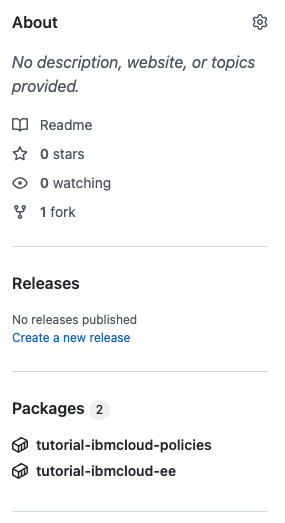 About
No description, website, or topics
provided.
Readme
0 stars
0 watching
1 fork
Releases
No releases published
Create a new release
Packages 2
tutorial-ibmcloud-policies
tutorial-ibmcloud-ee